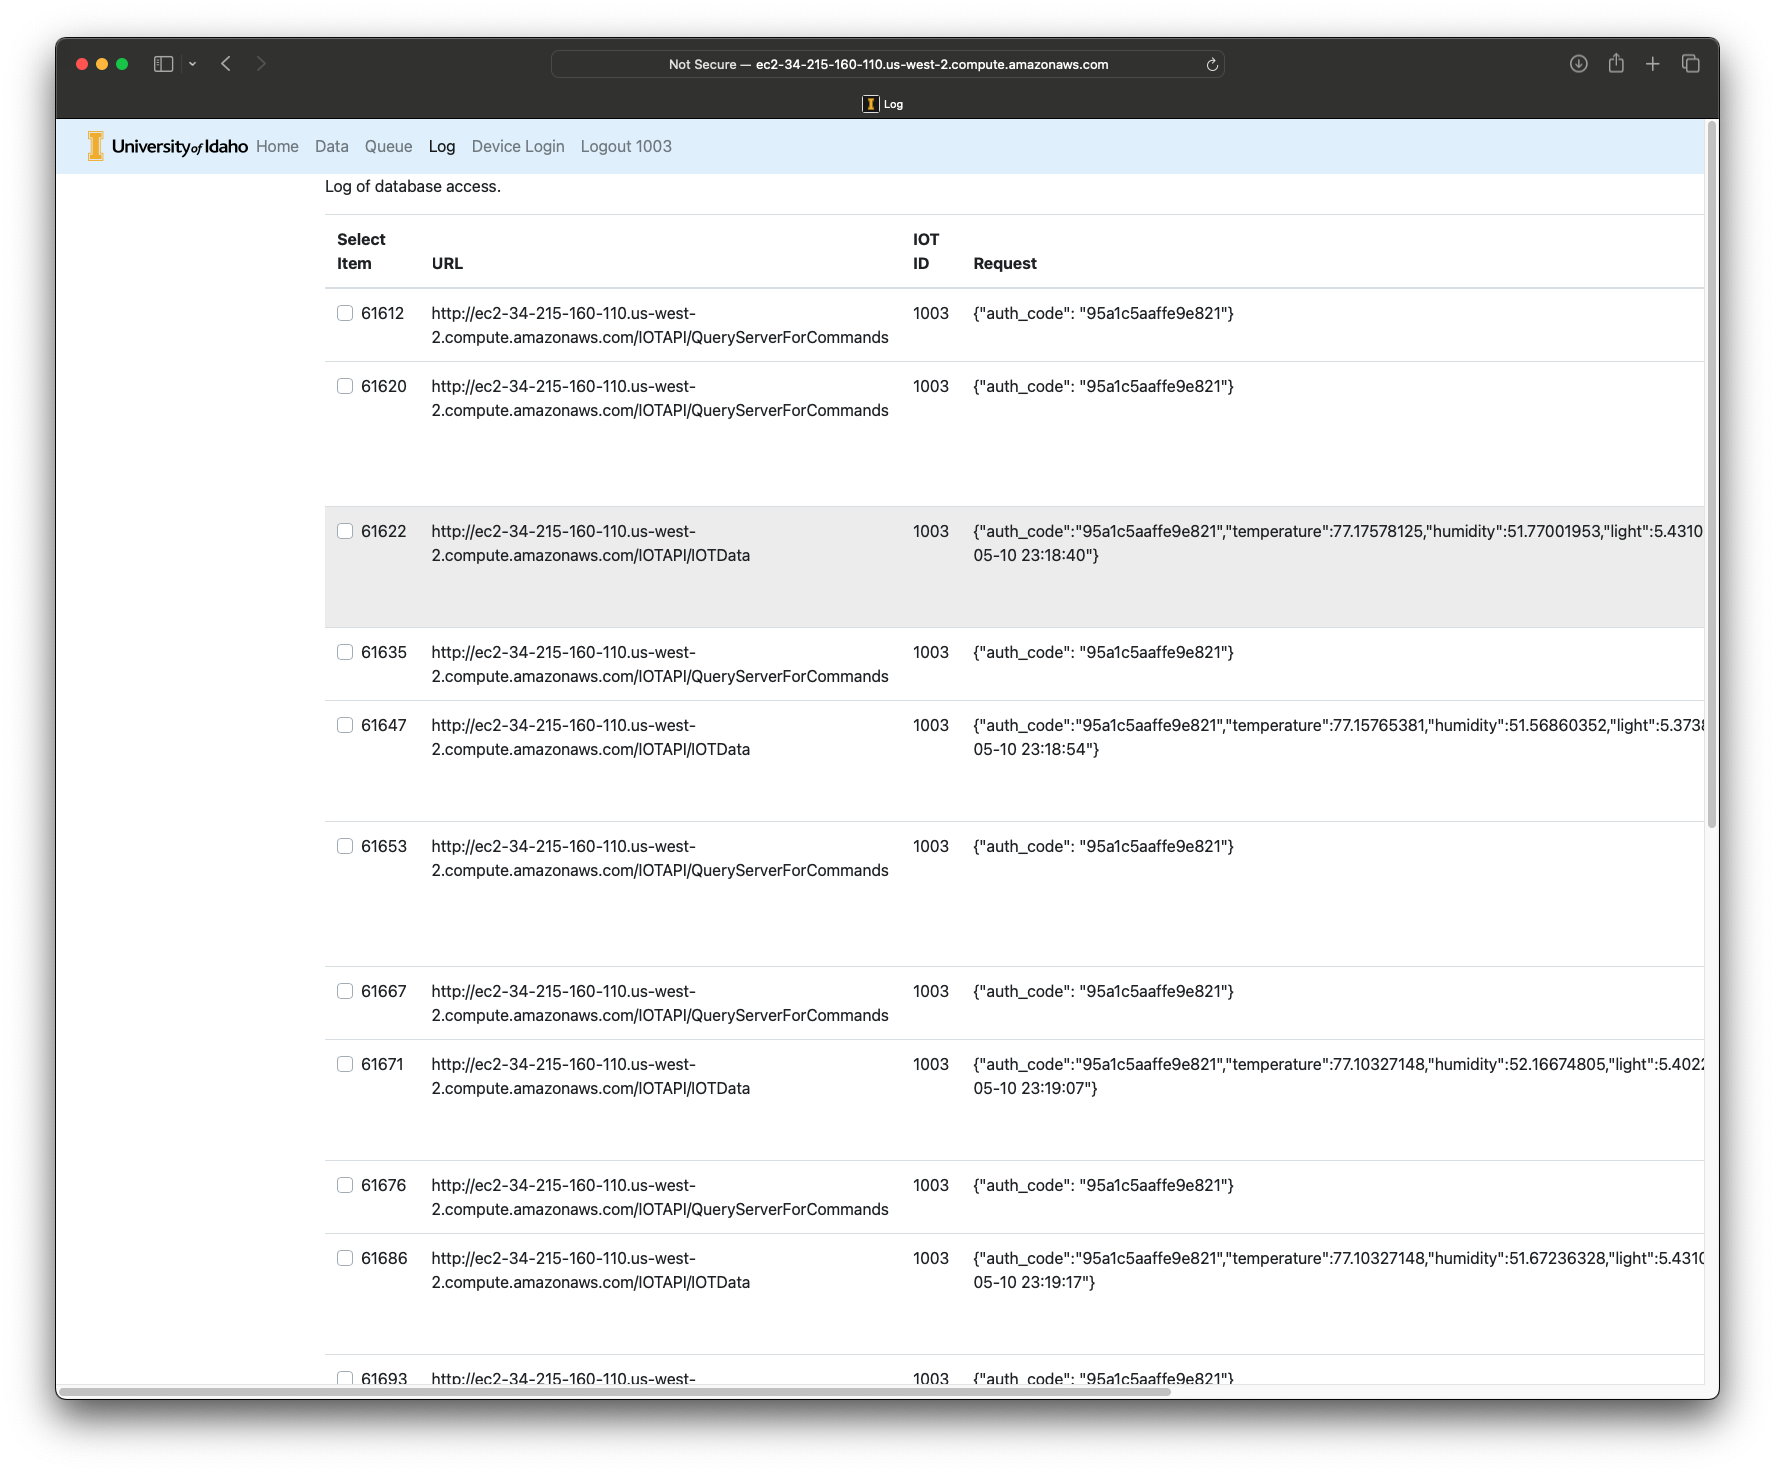 Not Secure — ec2-34-215-160-110.us-west-2.compute.amazonaws.com
Log
University of Idaho Home Data Queue Log Device Login Logout 1003
Log of database access.
Select Item URL IOT ID Request
61612 http://ec2-34-215-160-110.us-west- 1003 {"auth_code": "95a1c5aaffe9e821"}
2.compute.amazonaws.com/IOTAPI/QueryServerForCommands
61620 http://ec2-34-215-160-110.us-west- 1003 {"auth_code": "95a1c5aaffe9e821"}
2.compute.amazonaws.com/IOTAPI/QueryServerForCommands
61622 http://ec2-34-215-160-110.us-west- 1003 {"auth_code":"95a1c5aaffe9e821","temperature":77.17578125,"humidity":51.77001953,"light":5.4310
2.compute.amazonaws.com/IOTAPI/IOTData 05-10 23:18:40"}
61635 http://ec2-34-215-160-110.us-west- 1003 {"auth_code": "95a1c5aaffe9e821"}
2.compute.amazonaws.com/IOTAPI/QueryServerForCommands
61647 http://ec2-34-215-160-110.us-west- 1003 {"auth_code":"95a1c5aaffe9e821","temperature":77.15765381,"humidity":51.56860352,"light":5.3738
2.compute.amazonaws.com/IOTAPI/IOTData 05-10 23:18:54"}
61653 http://ec2-34-215-160-110.us-west- 1003 {"auth_code": "95a1c5aaffe9e821"}
2.compute.amazonaws.com/IOTAPI/QueryServerForCommands
61667 http://ec2-34-215-160-110.us-west- 1003 {"auth_code": "95a1c5aaffe9e821"}
2.compute.amazonaws.com/IOTAPI/QueryServerForCommands
61671 http://ec2-34-215-160-110.us-west- 1003 {"auth_code":"95a1c5aaffe9e821","temperature":77.10327148,"humidity":52.16674805,"light":5.4022
2.compute.amazonaws.com/IOTAPI/IOTData 05-10 23:19:07"}
61676 http://ec2-34-215-160-110.us-west- 1003 {"auth_code": "95a1c5aaffe9e821"}
2.compute.amazonaws.com/IOTAPI/QueryServerForCommands
61686 http://ec2-34-215-160-110.us-west- 1003 {"auth_code":"95a1c5aaffe9e821","temperature":77.10327148,"humidity":51.67236328,"light":5.4310
2.compute.amazonaws.com/IOTAPI/IOTData 05-10 23:19:17"}
61693 http://ec2-34-215-160-110.us-west- 1003 {"auth_code": "95a1c5aaffe9e821"}